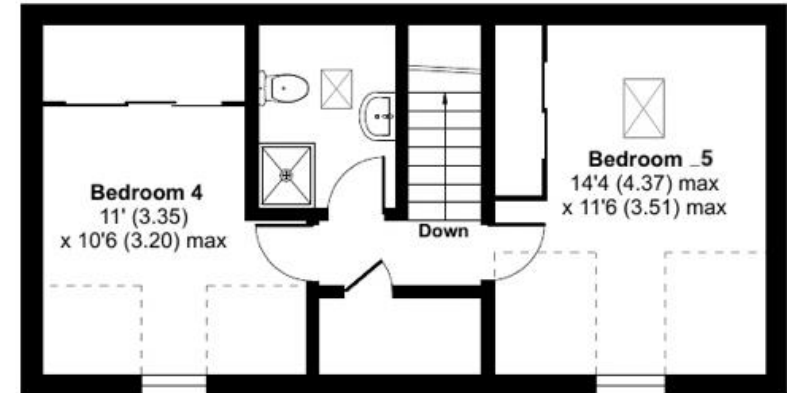 Bedroom 4
11' (3.35)
x 10'6 (3.20) max
Down
Bedroom _5
14'4 (4.37) max
x 11'6 (3.51) max